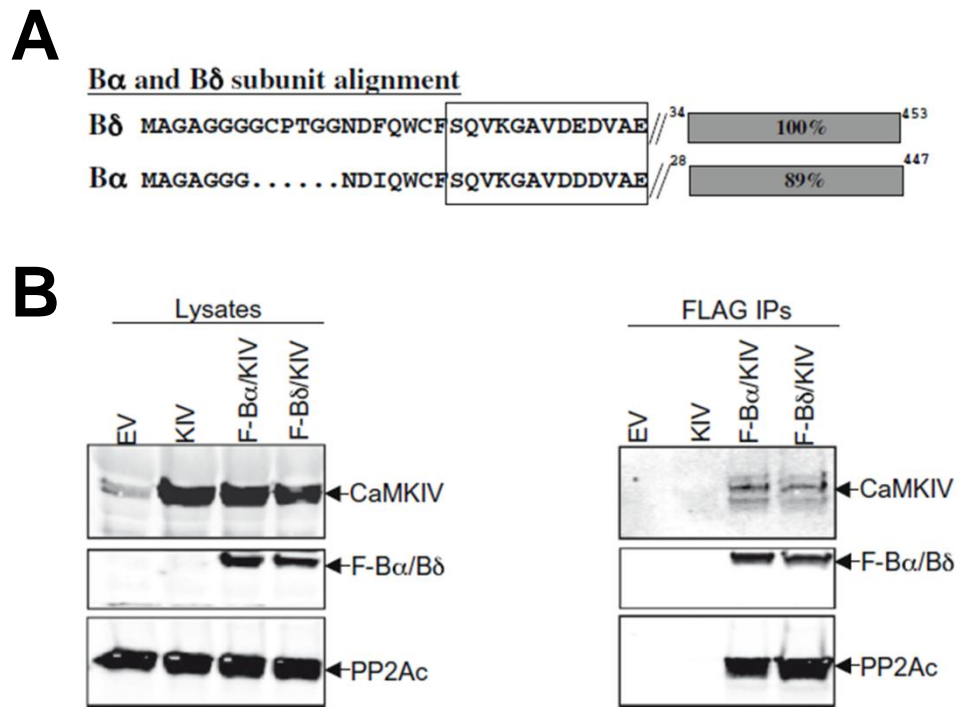 A
Bα and Bδ subunit alignment
Bδ MAGAGGGGCPTGGNDFQWCFSQVKGAVDEDVAE // 34 100% 453
Bα MAGAGGG......NDIQWCFSQVKGAVDDDVAE // 28 89% 447
B
Lysates
EV KIV F-Bα/KIV F-Bδ/KIV
CaMKIV
F-Bα/Bδ
PP2Ac
FLAG IPs
EV KIV F-Bα/KIV F-Bδ/KIV
CaMKIV
F-Bα/Bδ
PP2Ac